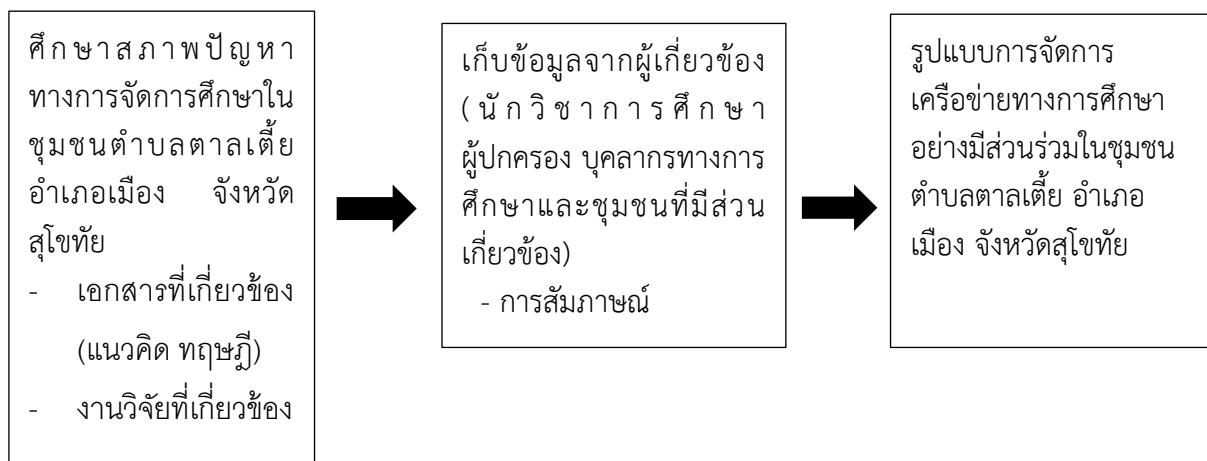 ศึกษาสภาพปัญหา
ทางการจัดการศึกษาใน
ชุมชนตำบลตาลเตี้ย
อำเภอเมือง จังหวัด
สุโขทัย
- เอกสารที่เกี่ยวข้อง
(แนวคิด ทฤษฎี)
- งานวิจัยที่เกี่ยวข้อง
เก็บข้อมูลจากผู้เกี่ยวข้อง
(นักวิชาการศึกษา
ผู้ปกครอง บุคลากรทางการ
ศึกษาและชุมชนที่มีส่วน
เกี่ยวข้อง)
- การสัมภาษณ์
รูปแบบการจัดการ
เครือข่ายทางการศึกษา
อย่างมีส่วนร่วมในชุมชน
ตำบลตาลเตี้ย อำเภอ
เมือง จังหวัดสุโขทัย